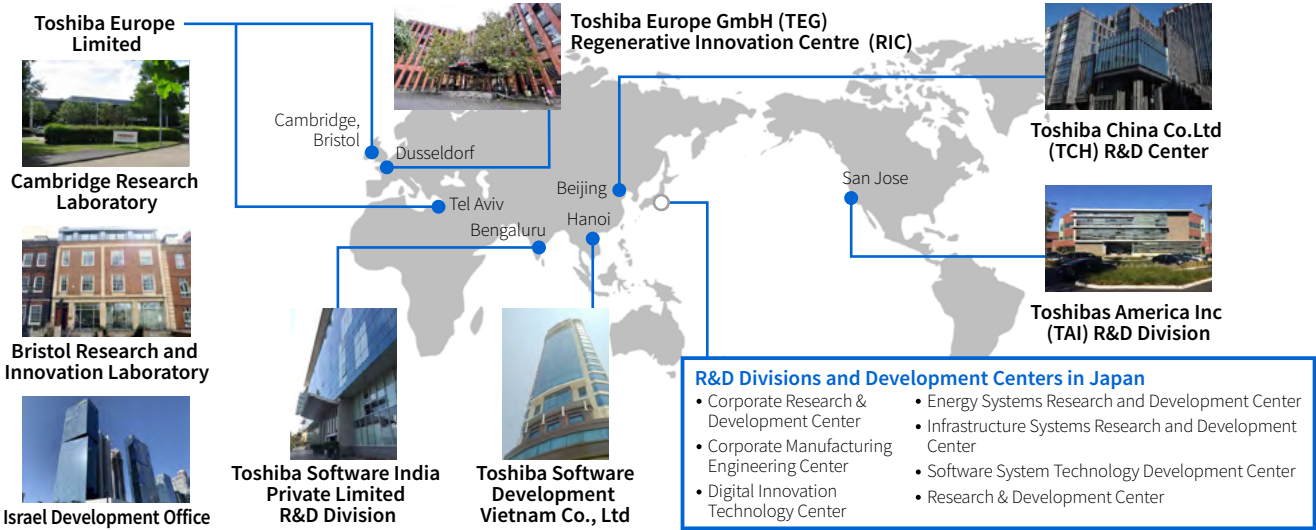 Toshiba Europe
Limited
Cambridge Research
Laboratory
Bristol Research and
Innovation Laboratory
Israel Development Office
Toshiba Europe GmbH (TEG)
Regenerative Innovation Centre (RIC)
Cambridge,
Bristol
Dusseldorf
Tel Aviv
Bengaluru
Beijing
Hanoi
San Jose
Toshiba China Co.Ltd
(TCH) R&D Center
Toshibas America Inc
(TAI) R&D Division
Toshiba Software India
Private Limited
R&D Division
Toshiba Software
Development
Vietnam Co., Ltd
R&D Divisions and Development Centers in Japan
• Corporate Research &
Development Center
• Corporate Manufacturing
Engineering Center
• Digital Innovation
Technology Center
• Energy Systems Research and Development Center
• Infrastructure Systems Research and Development
Center
• Software System Technology Development Center
• Research & Development Center